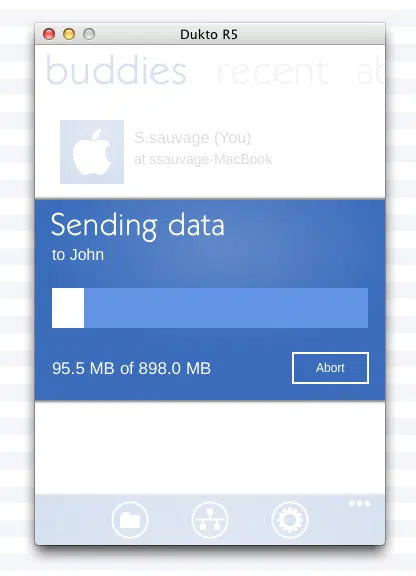 Dukto R5
buddies recent ab
S.sauvage (You)
at ssauvage-MacBook
Sending data
to John
95.5 MB of 898.0 MB
Abort